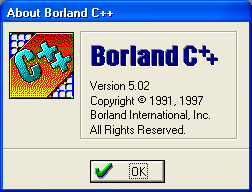 About Borland C++
C++
Borland C++
Version 5.02
Copyright © 1991, 1997
Borland International, Inc.
All Rights Reserved.
OK